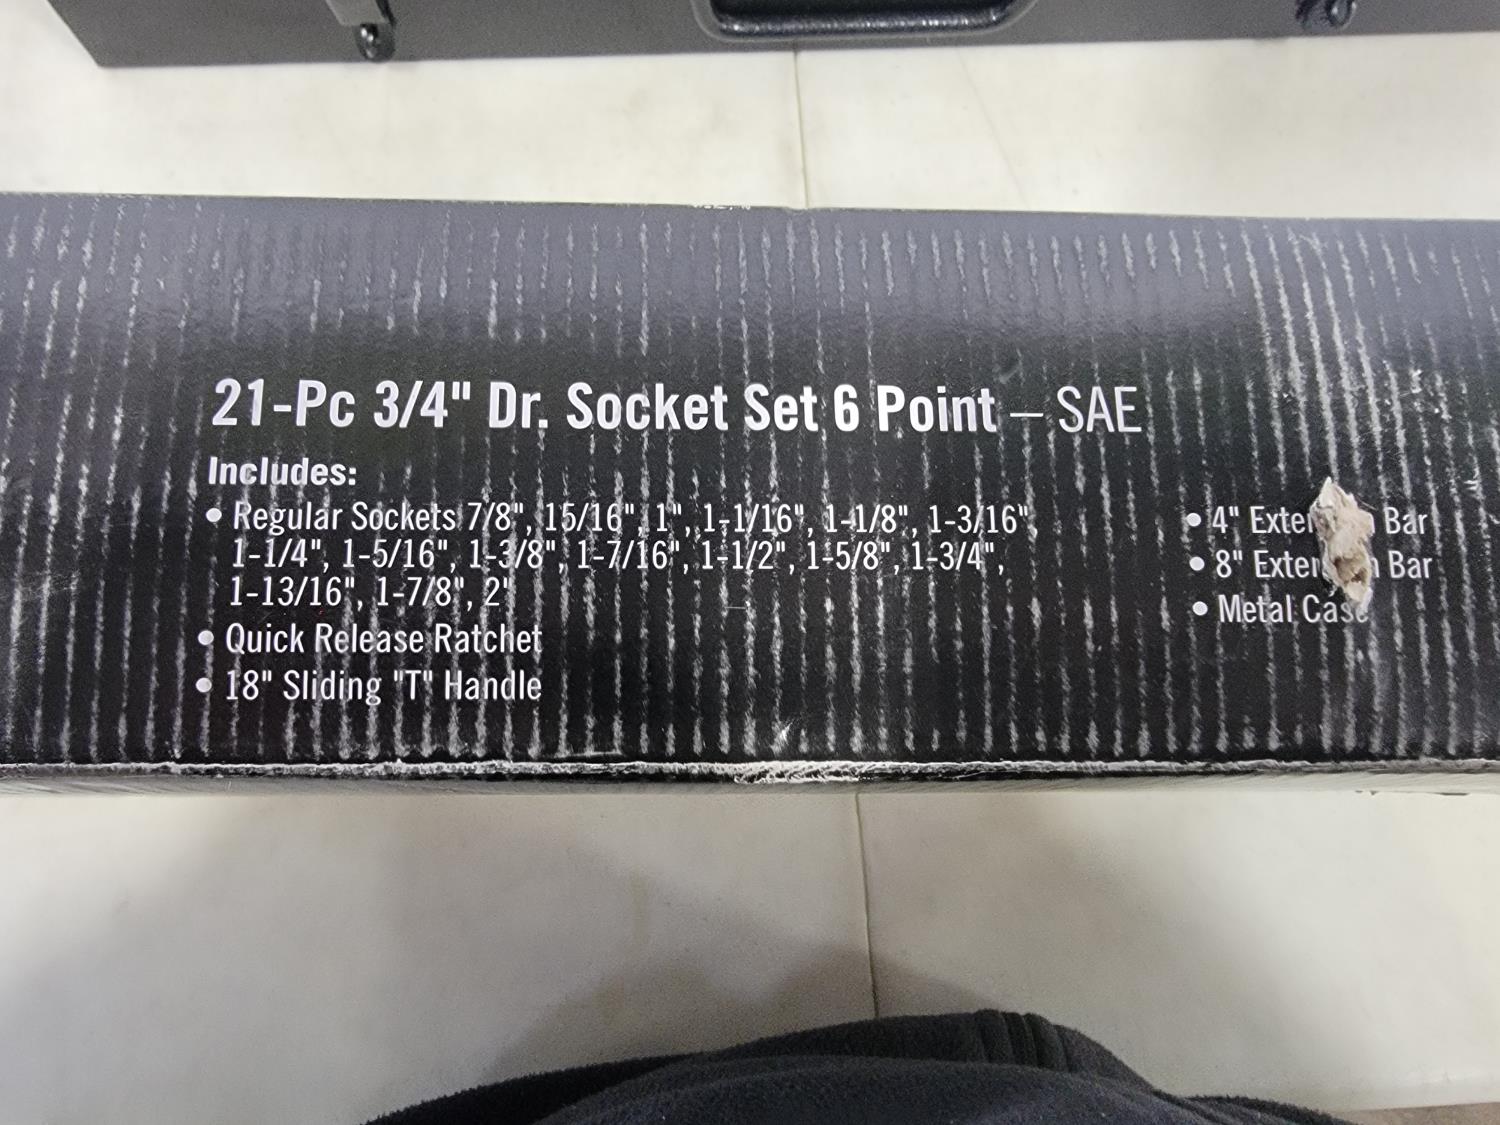 21-Pc 3/4" Dr. Socket Set 6 Point – SAE
Includes:
• Regular Sockets 7/8", 15/16", 1", 1-1/16", 1-1/8", 1-3/16",
1-1/4", 1-5/16", 1-3/8", 1-7/16", 1-1/2", 1-5/8", 1-3/4",
1-13/16", 1-7/8", 2"
• Quick Release Ratchet
• 18" Sliding "T" Handle
• 4" Bar
• 8" Bar
• Metal Case